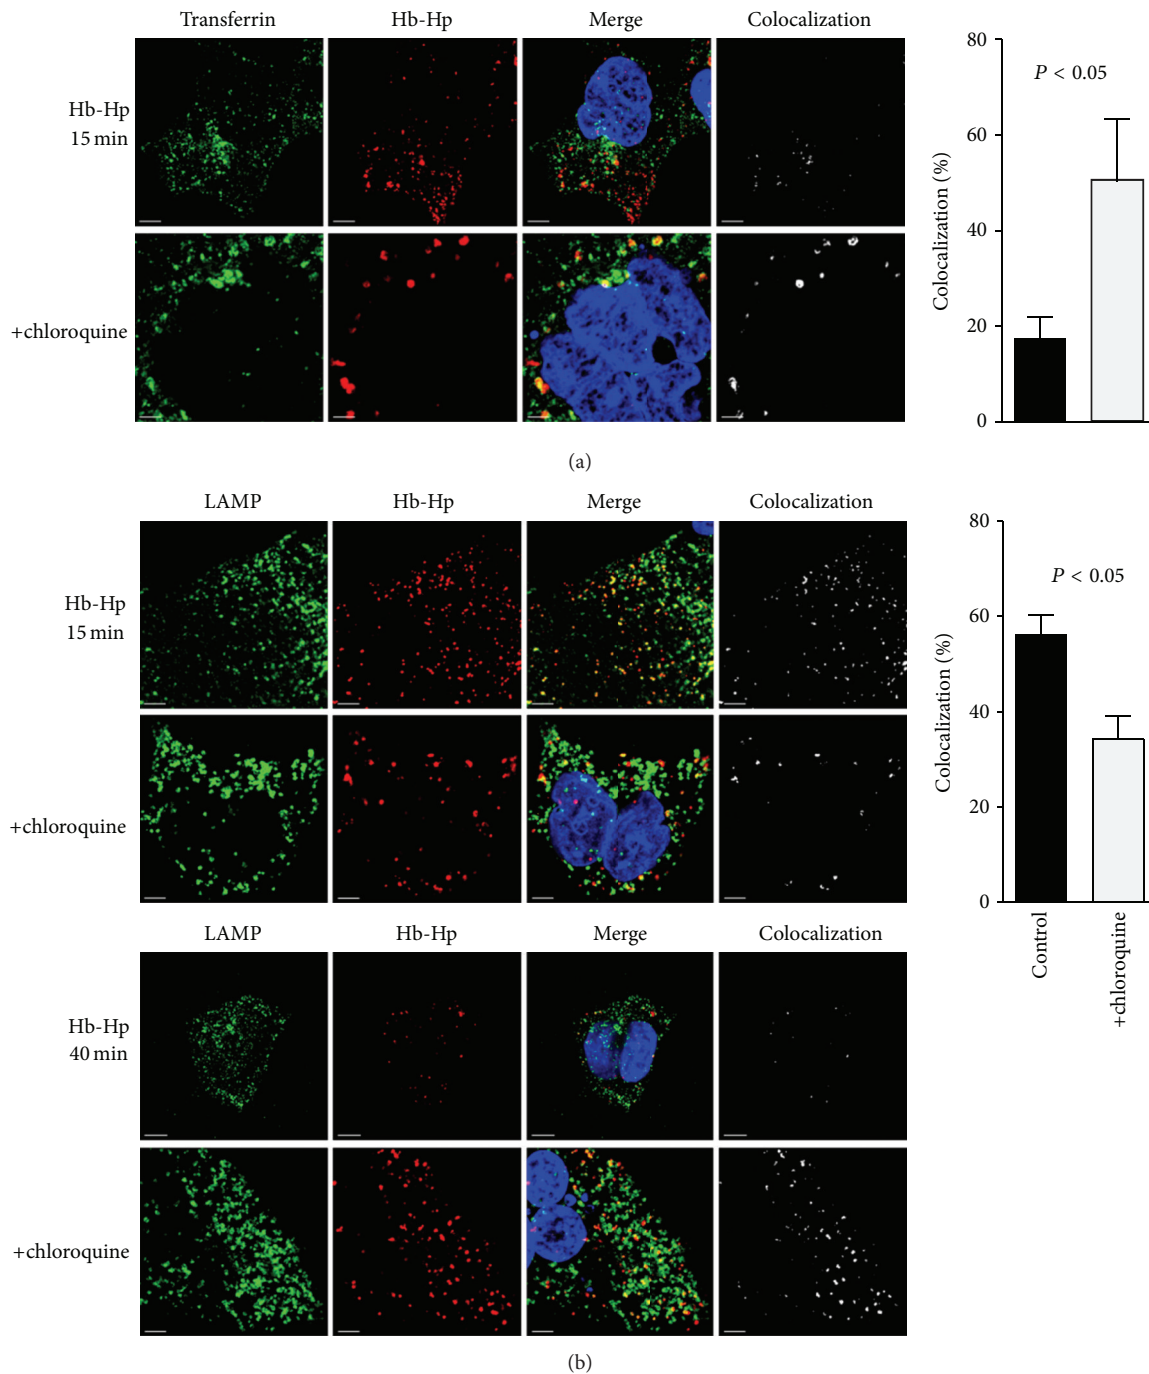 Transferrin Hb-Hp Merge Colocalization
Hb-Hp
15 min
+chloroquine
80
60
40
20
0
Colocalization (%)
P < 0.05
(a)
LAMP Hb-Hp Merge Colocalization
Hb-Hp
15 min
+chloroquine
80
60
40
20
0
Colocalization (%)
P < 0.05
Control
+chloroquine
LAMP Hb-Hp Merge Colocalization
Hb-Hp
40 min
+chloroquine
(b)